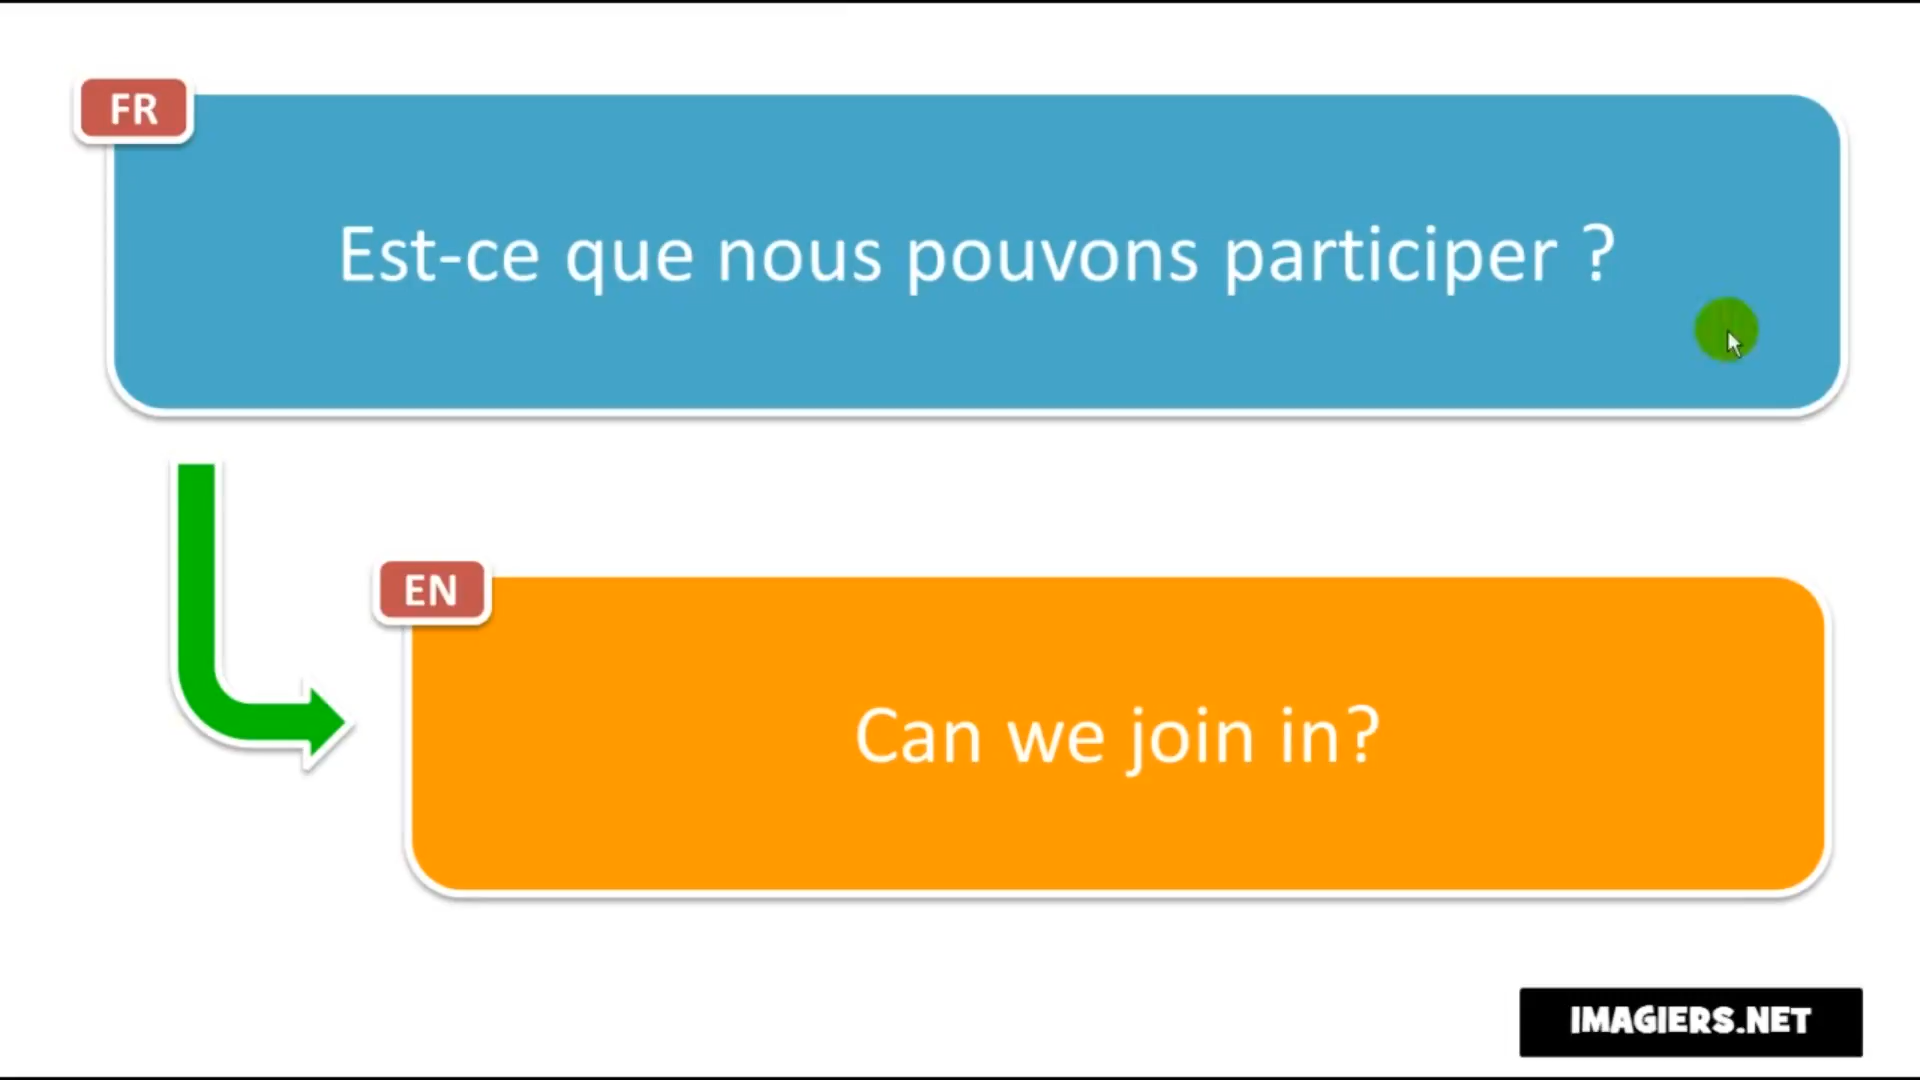 FR
Est-ce que nous pouvons participer ?
EN
Can we join in?
IMAGIERS.NET